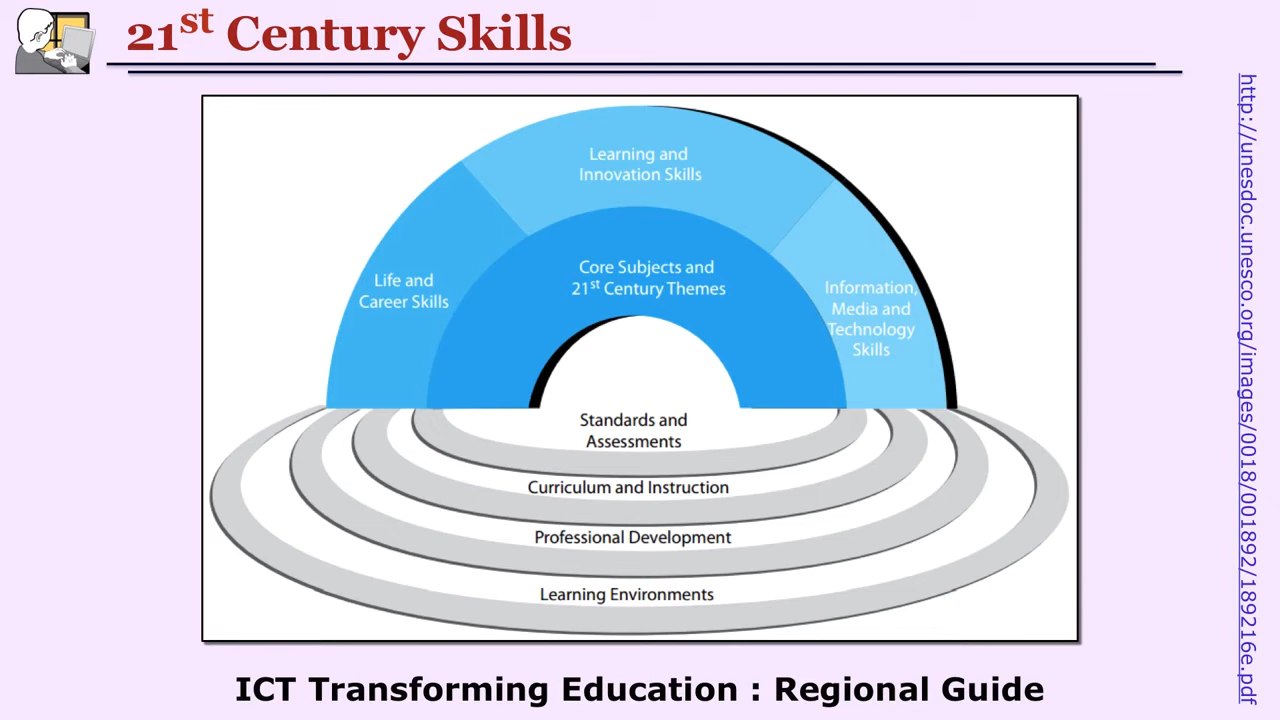 21st Century Skills
Learning and
Innovation Skills
Core Subjects and
21st Century Themes
Life and
Career Skills
Information,
Media and
Technology
Skills
Standards and
Assessments
Curriculum and Instruction
Professional Development
Learning Environments
ICT Transforming Education : Regional Guide
http://unesdoc.unesco.org/images/0018/001892/189216e.pdf